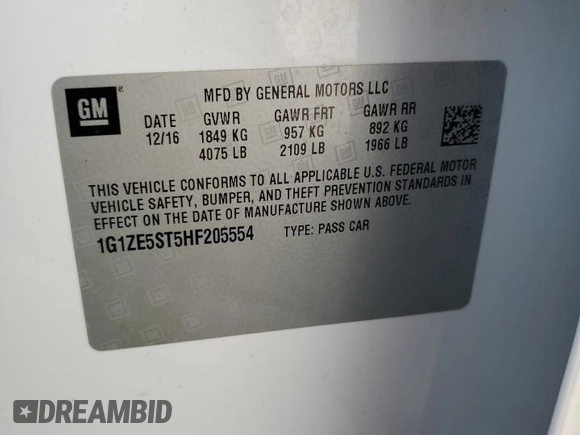 GM
MFD BY GENERAL MOTORS LLC
DATE GVWR GAWR FRT GAWR RR
12/16 1849 KG 957 KG 892 KG
4075 LB 2109 LB 1966 LB
THIS VEHICLE CONFORMS TO ALL APPLICABLE U.S. FEDERAL MOTOR
VEHICLE SAFETY, BUMPER, AND THEFT PREVENTION STANDARDS IN
EFFECT ON THE DATE OF MANUFACTURE SHOWN ABOVE.
1G1ZE5ST5HF205554 TYPE: PASS CAR
DREAMBID